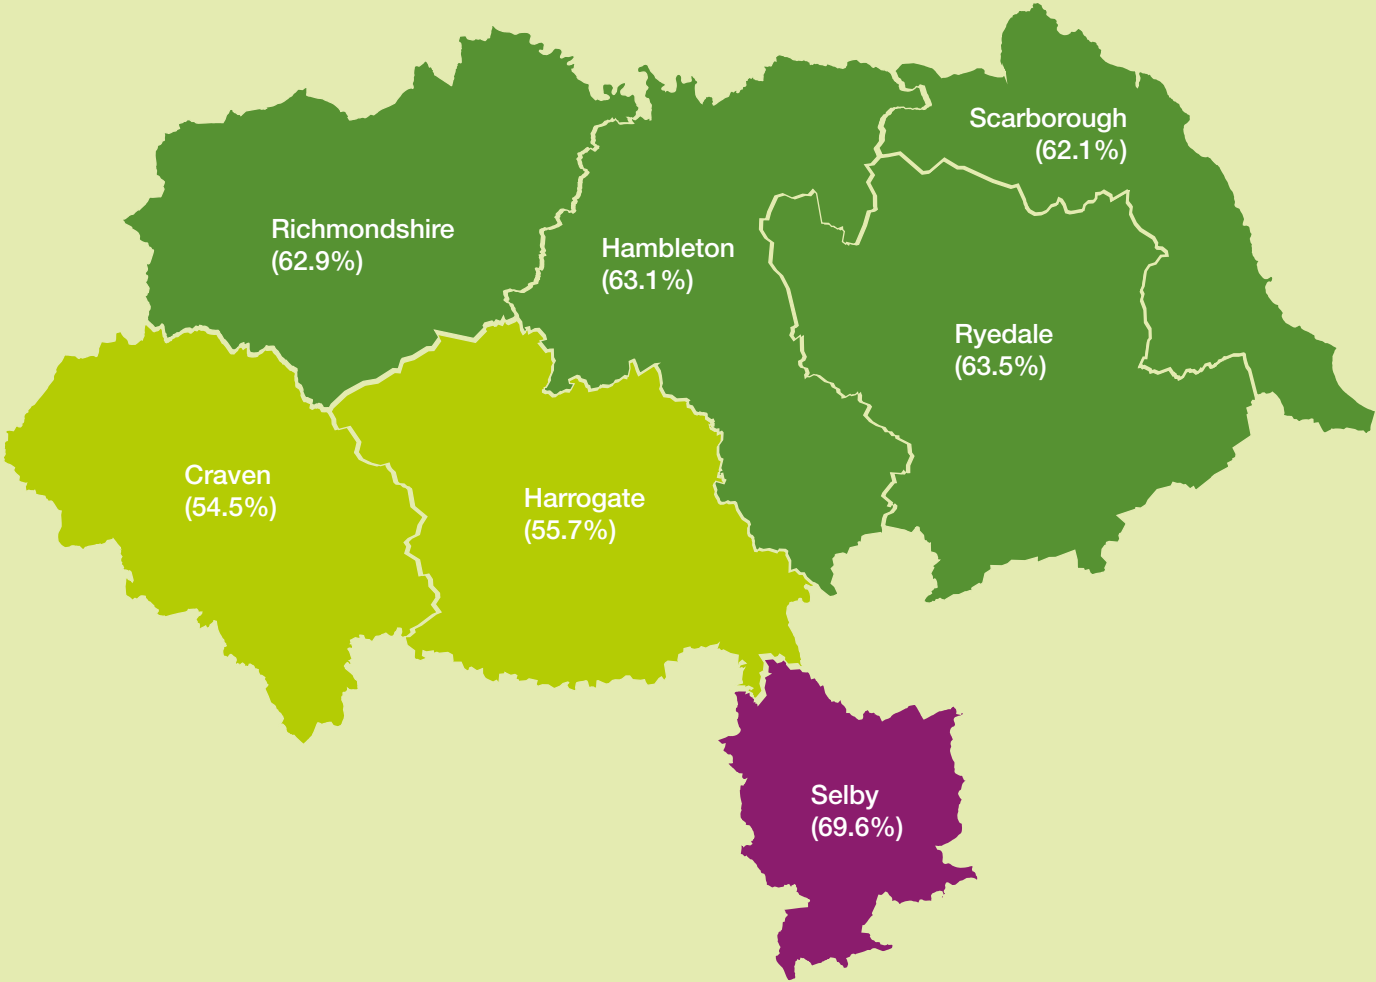 Scarborough
(62.1%)
Richmondshire
(62.9%)
Hambleton
(63.1%)
Ryedale
(63.5%)
Craven
(54.5%)
Harrogate
(55.7%)
Selby
(69.6%)